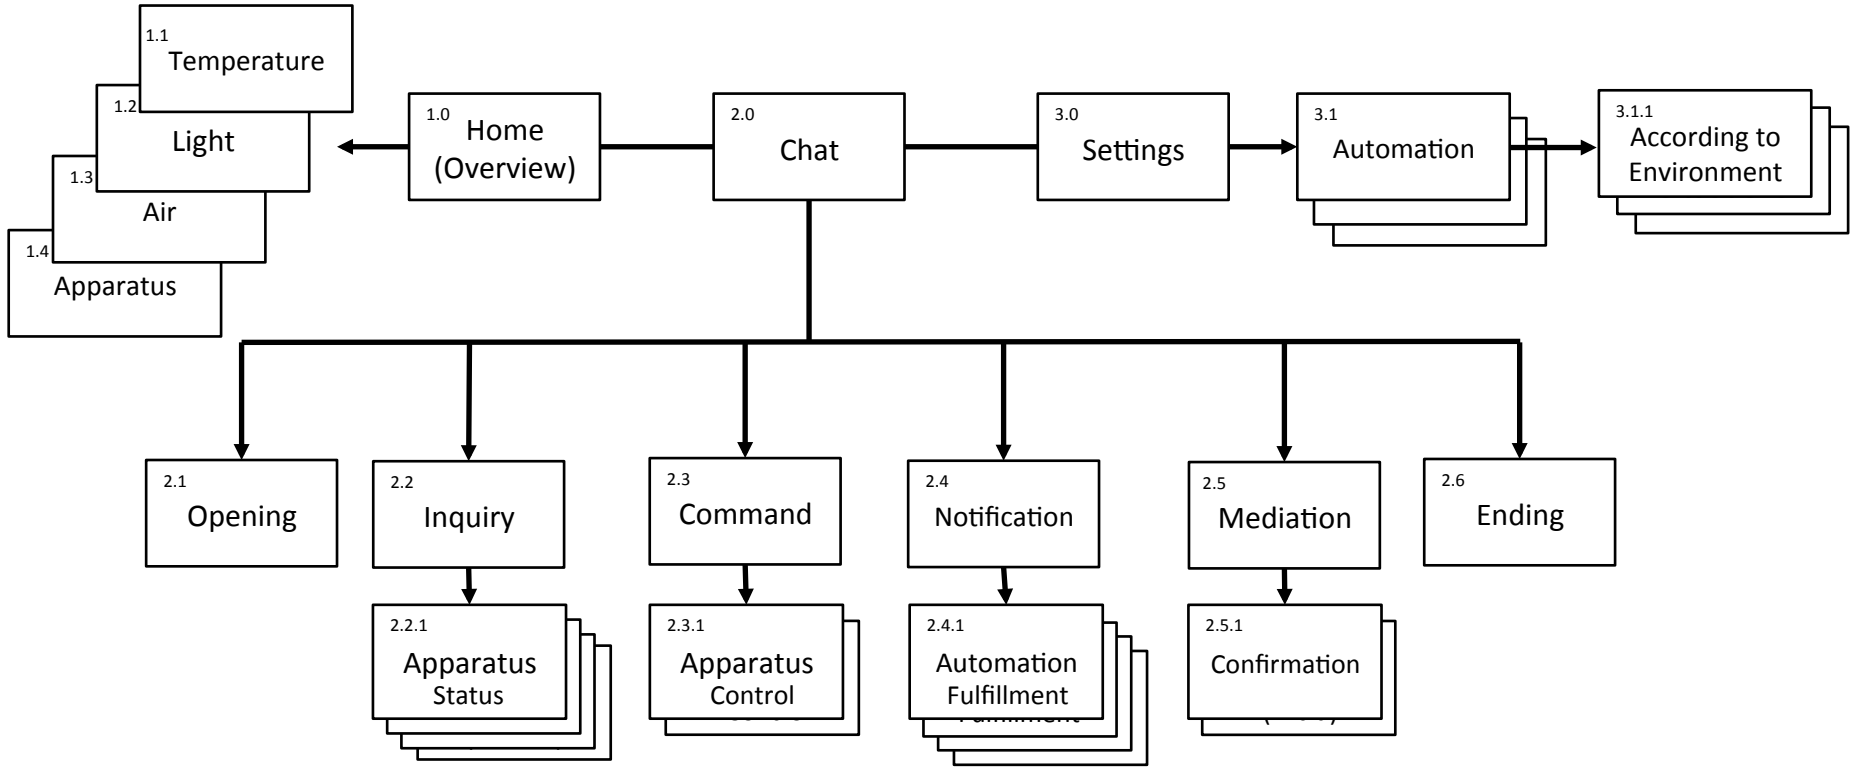 1.1
Temperature
1.2
Light
1.3
Air
1.4
Apparatus
1.0
Home
(Overview)
2.0
Chat
3.0
Settings
3.1
Automation
3.1.1
According to
Environment
2.1
Opening
2.2
Inquiry
2.3
Command
2.4
Notification
2.5
Mediation
2.6
Ending
2.2.1
Apparatus
Status
2.3.1
Apparatus
Control
2.4.1
Automation
Fulfillment
2.5.1
Confirmation